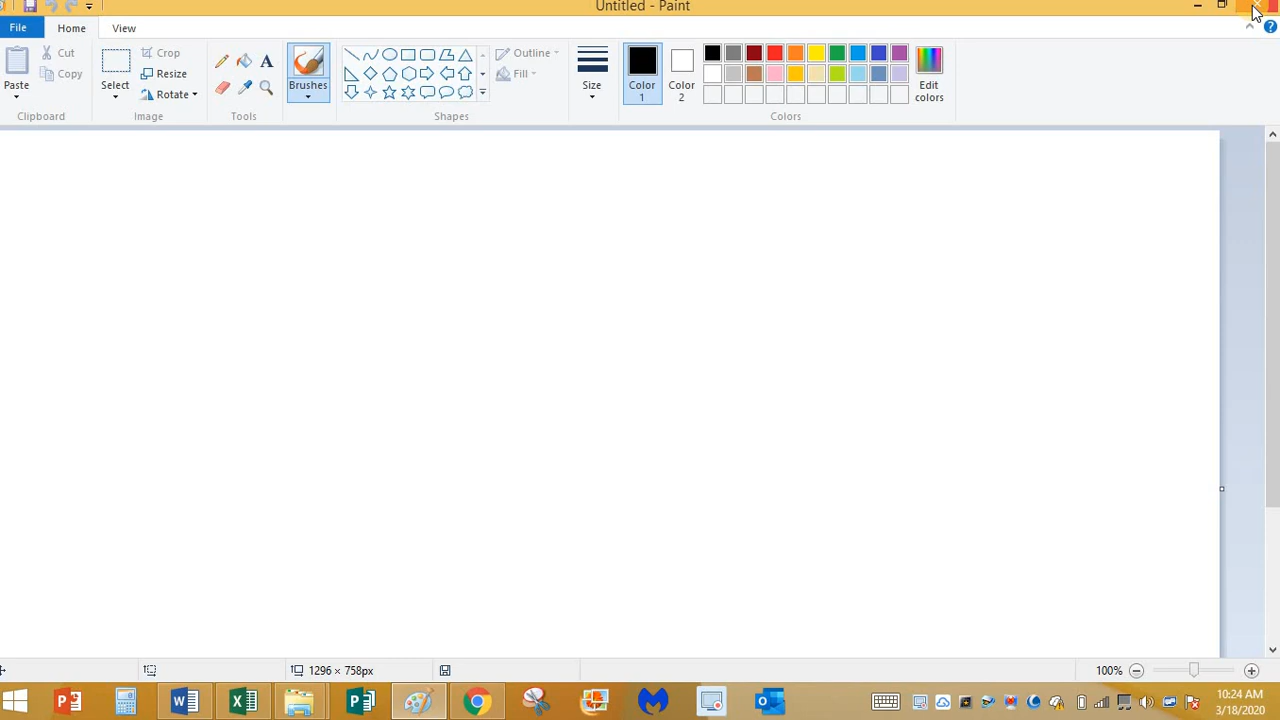 Untitled - Paint
File Home View
Paste
Cut
Copy
Clipboard
Select
Crop
Resize
Rotate
Image
A
Tools
Brushes
Outline
Fill
Shapes
Size
Color
1
Color
2
Edit
colors
Colors
1296 × 758px
100%
10:24 AM
3/18/2020